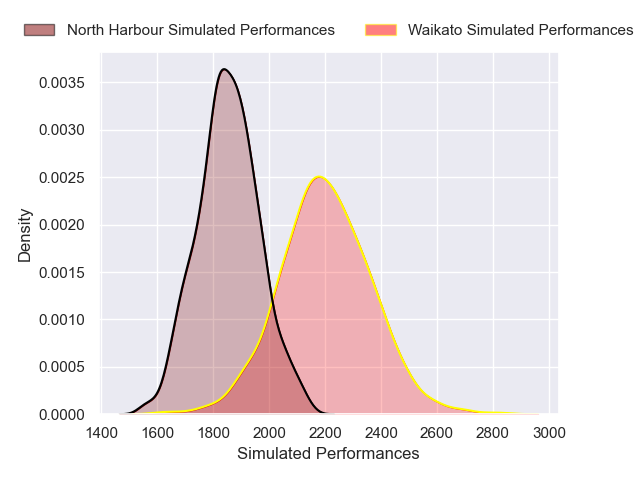 North Harbour Simulated Performances
Waikato Simulated Performances
0.0035
0.0030
0.0025
0.0020
0.0015
0.0010
0.0005
0.0000
Density
1400 1600 1800 2000 2200 2400 2600 2800 3000
Simulated Performances